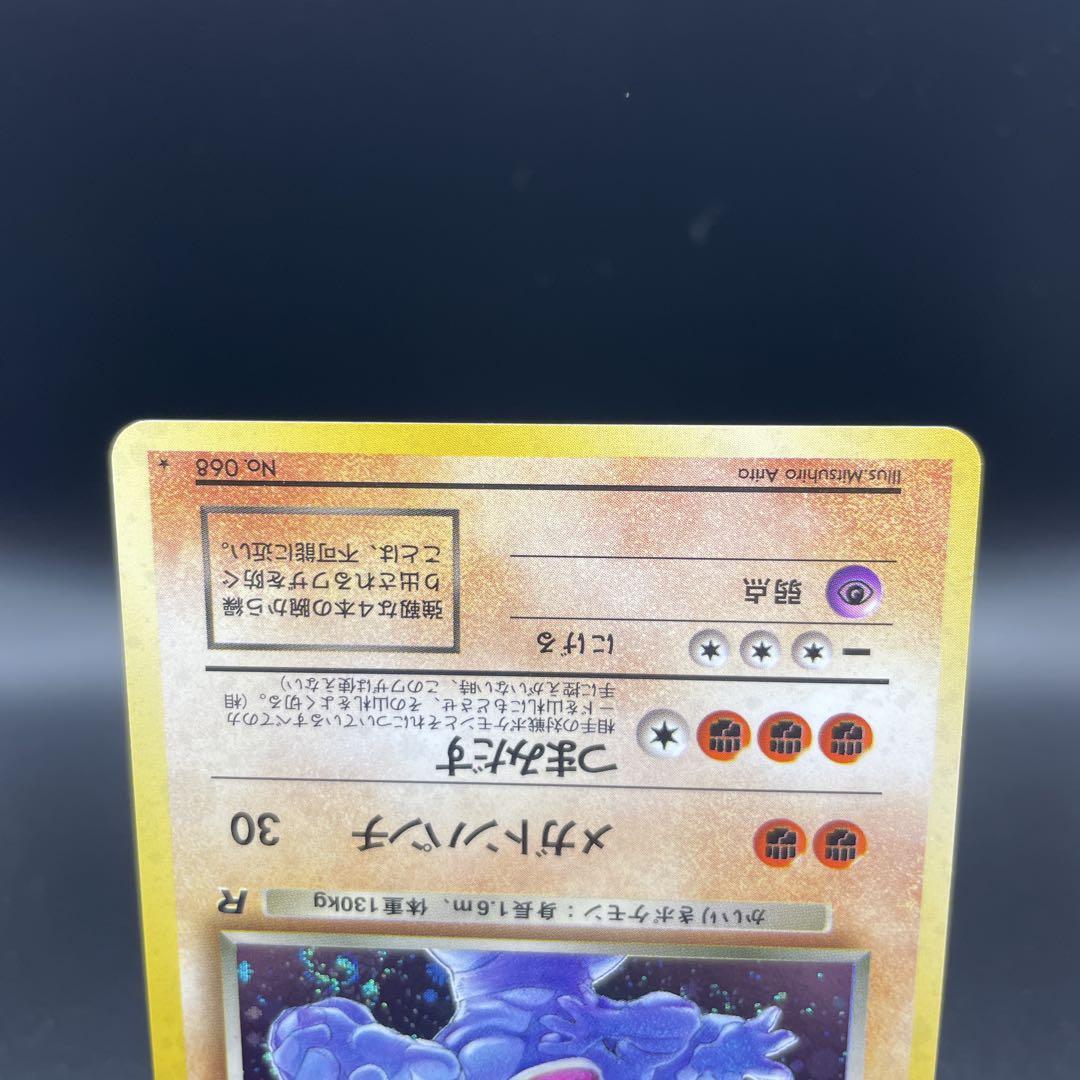 かいりきポケモン：身長1.6m、体重130kg
R
メガトンパンチ 30
つまみだす
相手の対戦ポケモンとそれについているすべてのカ
ードを山札にもどさせ、その山札をよく切る。（相
手に控えがいない時、このワザは使えない）
にげる
弱点
強靭な４本の腕から繰
り出されるワザを防ぐ
ことは、不可能に近い。
Illus.Mitsuhiro Arita
No. 068 ★